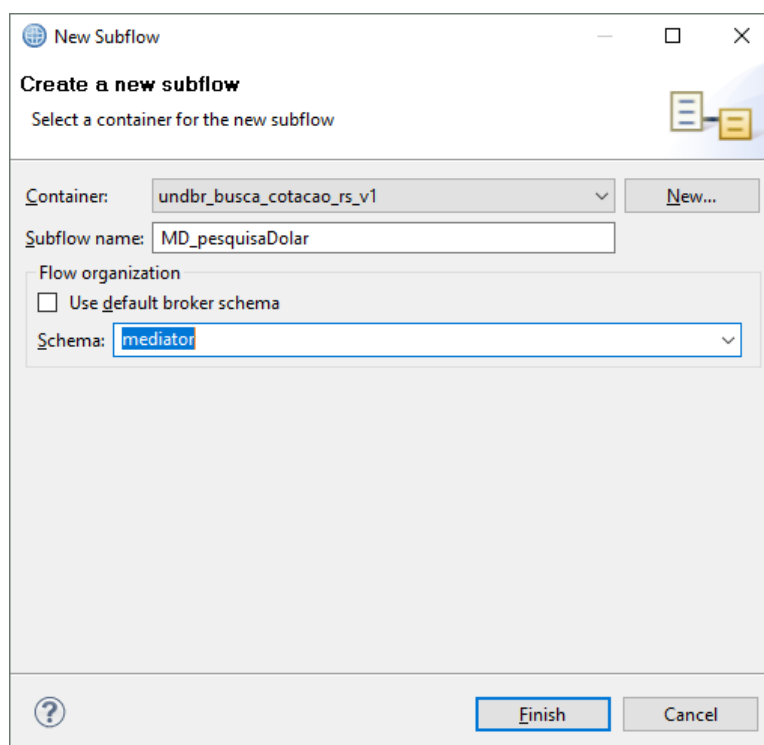 New Subflow
Create a new subflow
Select a container for the new subflow
Container: undbr_busca_cotacao_rs_v1 New...
Subflow name: MD_pesquisaDolar
Flow organization
Use default broker schema
Schema: mediator
? Finish Cancel